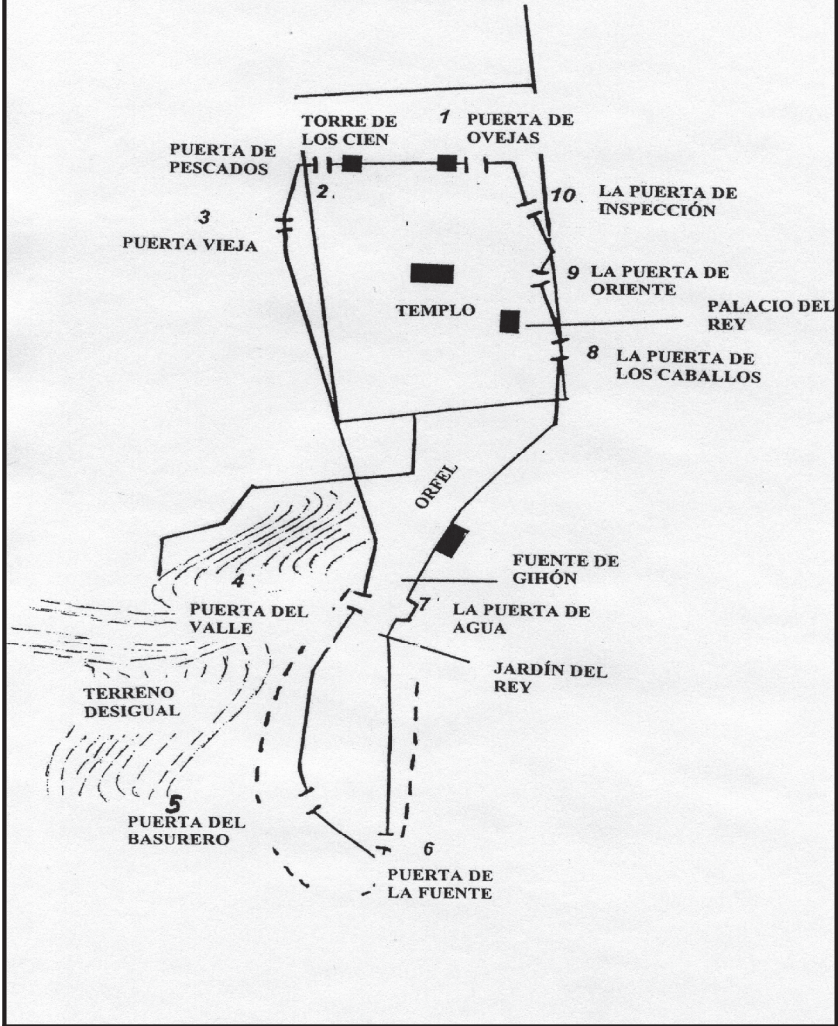 TORRE DE
LOS CIEN
1
PUERTA DE
OVEJAS
PUERTA DE
PESCADOS
2
10
LA PUERTA DE
INSPECCIÓN
3
PUERTA VIEJA
9
LA PUERTA DE
ORIENTE
TEMPLO
PALACIO DEL
REY
8
LA PUERTA DE
LOS CABALLOS
ORFEL
FUENTE DE
GIHÓN
4
PUERTA DEL
VALLE
7
LA PUERTA DE
AGUA
JARDÍN DEL
REY
TERRENO
DESIGUAL
5
PUERTA DEL
BASURERO
6
PUERTA DE
LA FUENTE